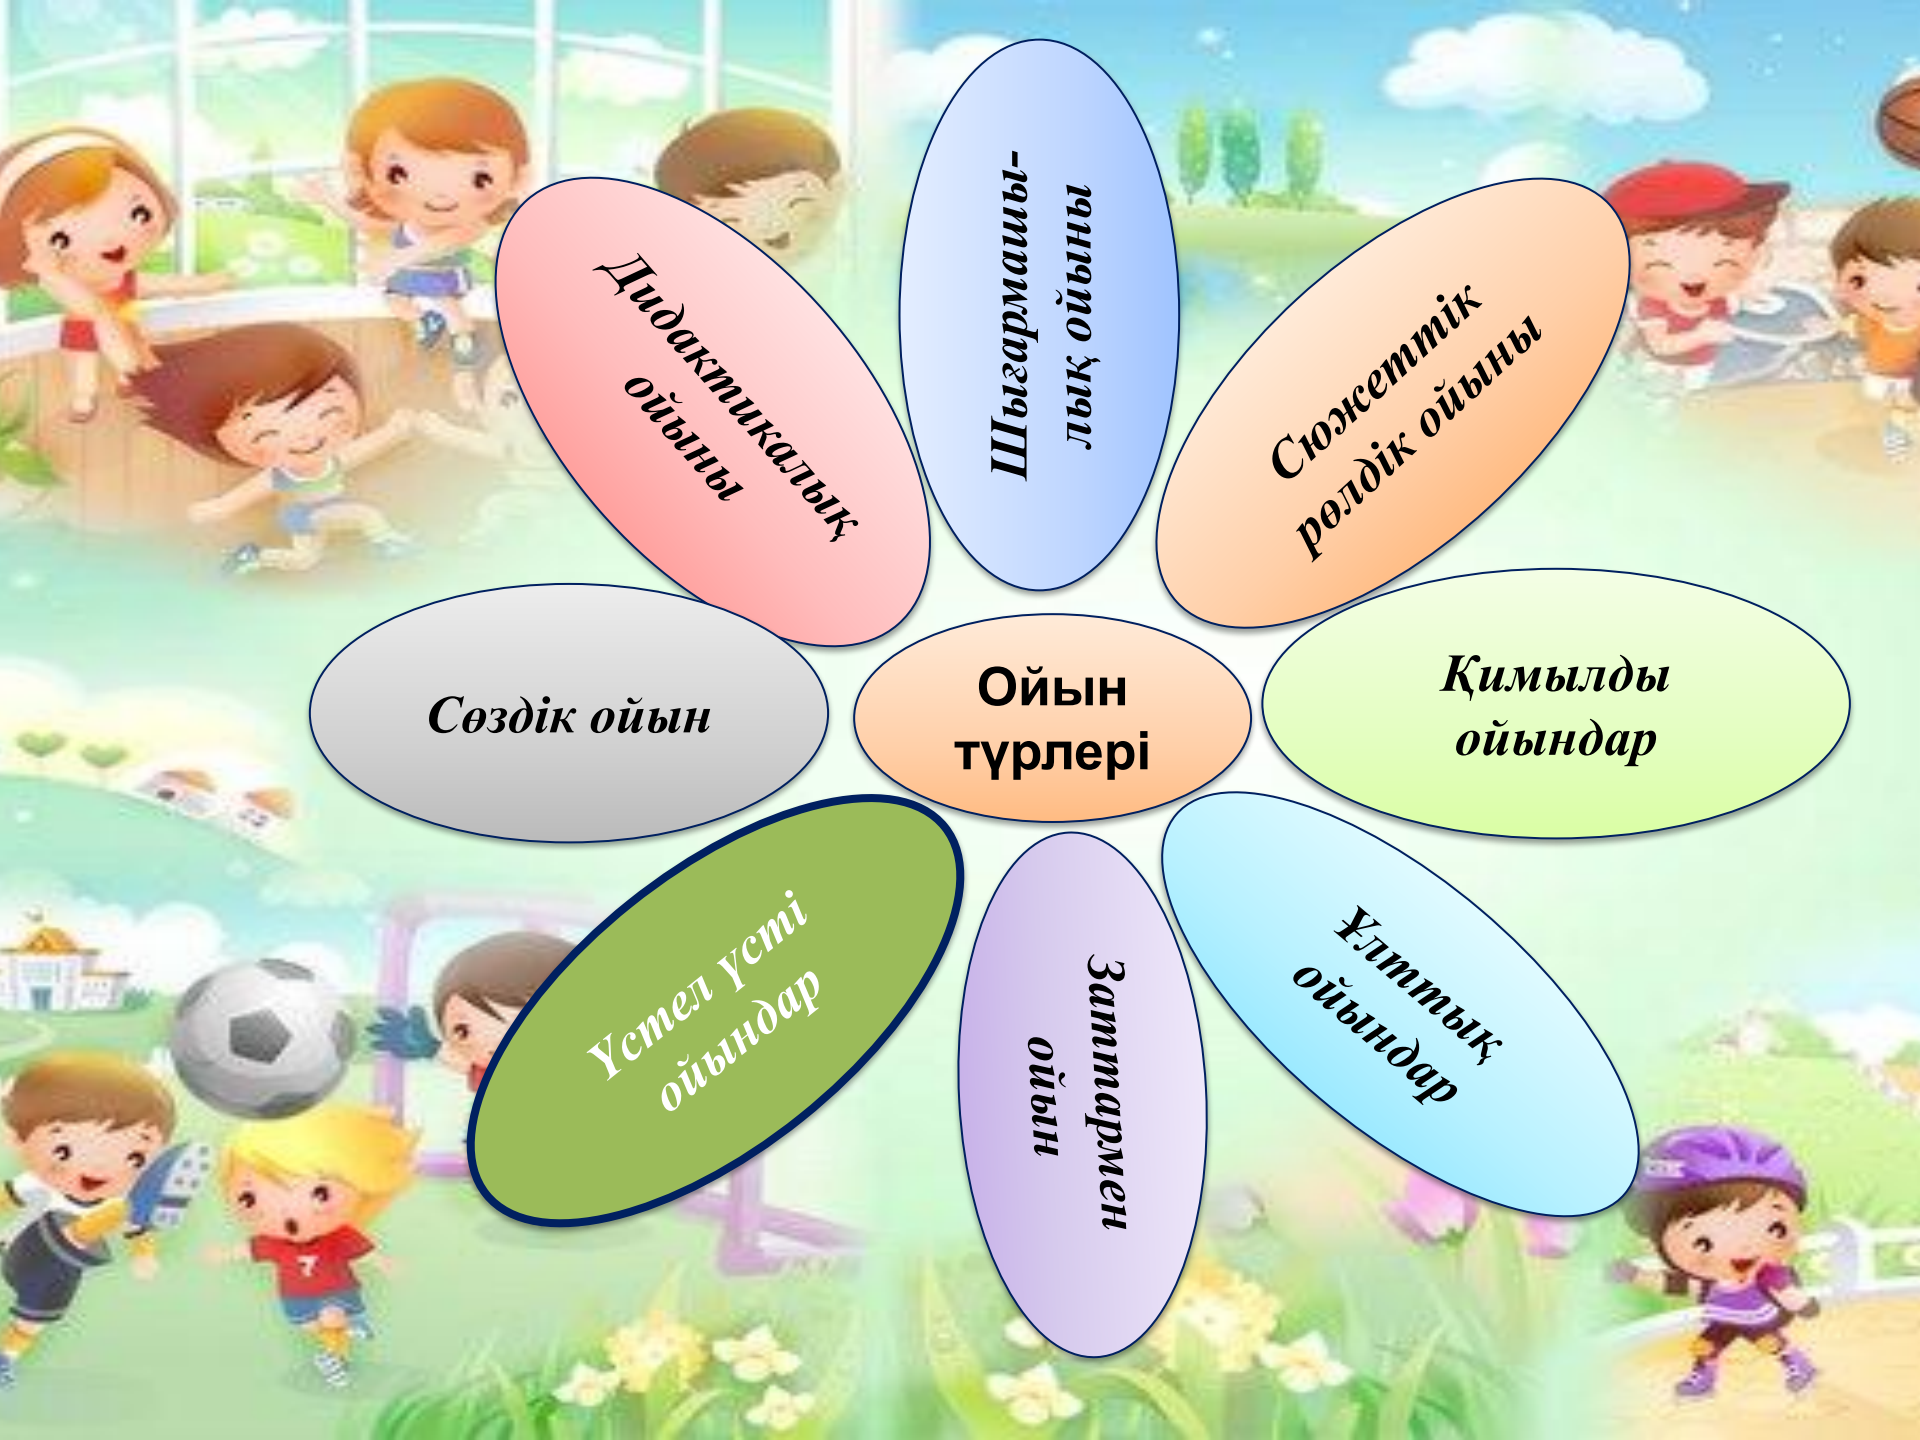 Шығармашы-
лық ойыны
Сюжеттік
рөлдік ойыны
Қимылды
ойындар
Ұлттық
ойындар
Заттармен
ойын
Үстел үсті
ойындар
Сөздік ойын
Дидактикалық
ойыны
Ойын
түрлері
7